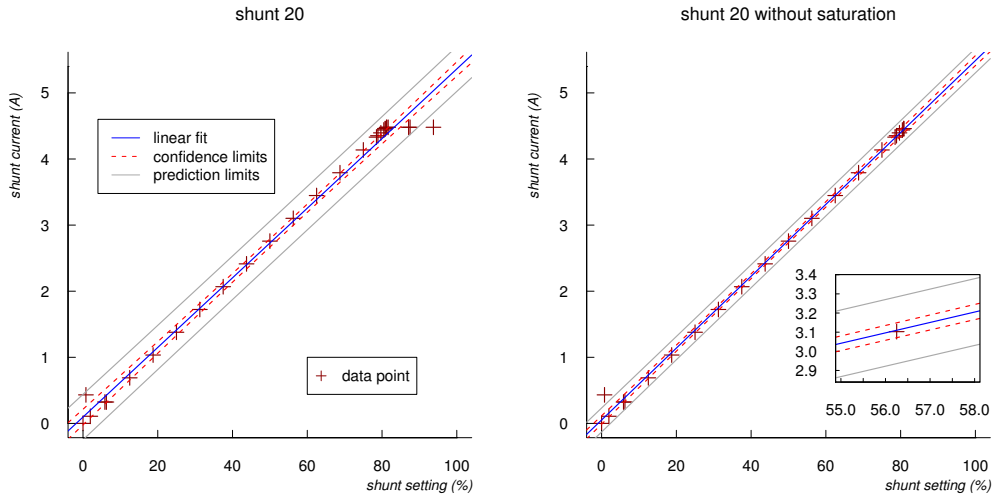 shunt 20
shunt current (A)
5
4
3
2
1
0
linear fit
confidence limits
prediction limits
data point
0 20 40 60 80 100
shunt setting (%)
shunt 20 without saturation
shunt current (A)
5
4
3
2
1
0
3.4
3.3
3.2
3.1
3.0
2.9
55.0 56.0 57.0 58.0
0 20 40 60 80 100
shunt setting (%)